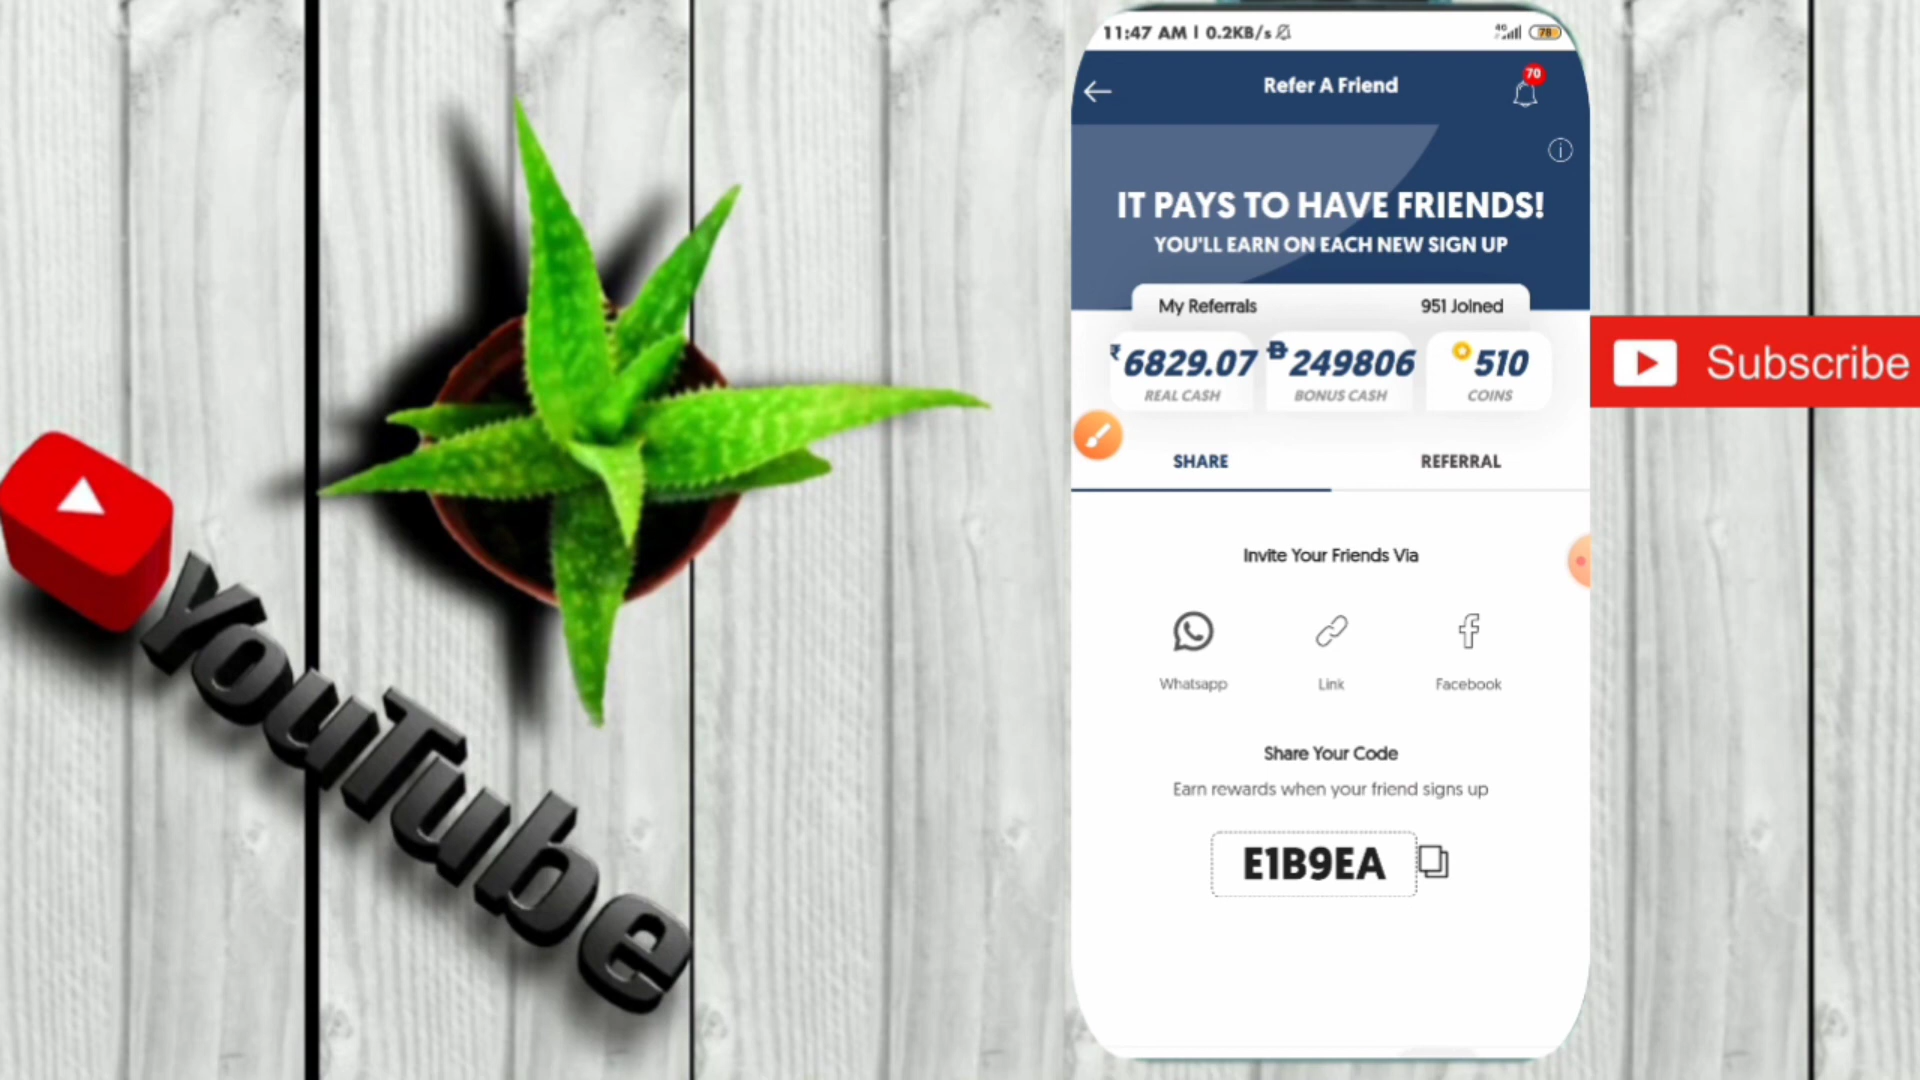 11:47 AM | 0.2KB/s
4G
78
Refer A Friend
70
IT PAYS TO HAVE FRIENDS!
YOU'LL EARN ON EACH NEW SIGN UP
My Referrals
951 Joined
₹6829.07
REAL CASH
249806
BONUS CASH
510
COINS
SHARE
REFERRAL
Invite Your Friends Via
Whatsapp
Link
Facebook
Share Your Code
Earn rewards when your friend signs up
E1B9EA
Subscribe
YouTube